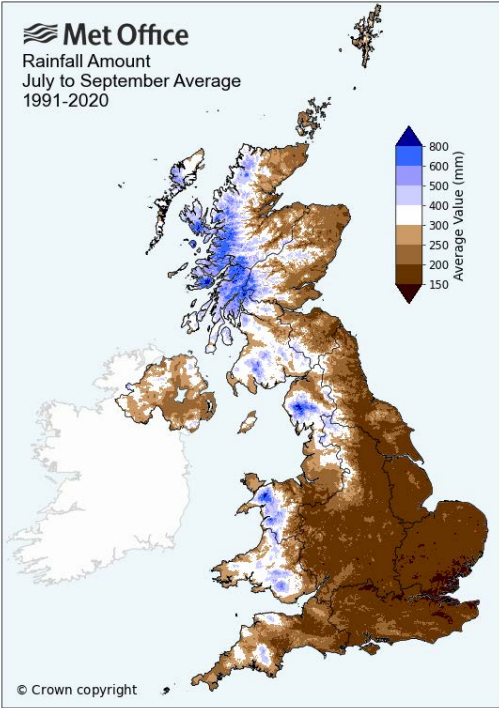 Met Office
Rainfall Amount
July to September Average
1991-2020
800
600
500
400
300
250
200
150
Average Value (mm)
© Crown copyright